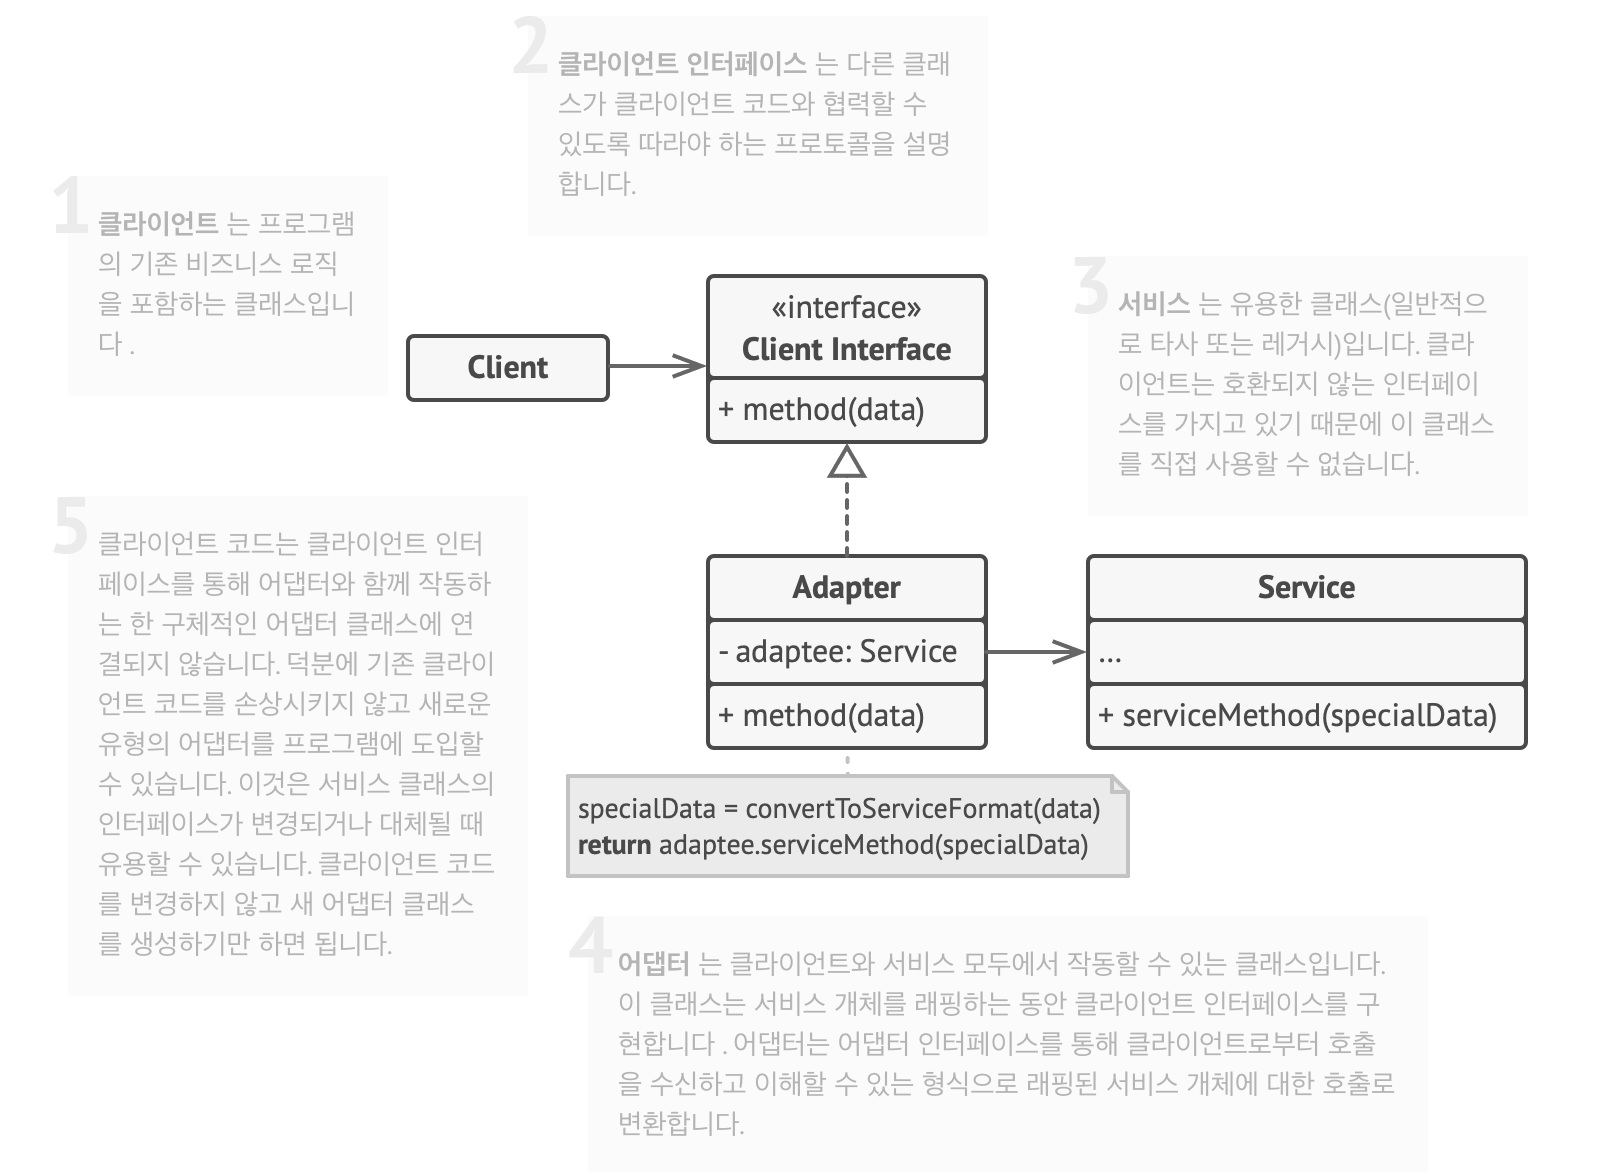 1
클라이언트 는 프로그램
의 기존 비즈니스 로직
을 포함하는 클래스입니
다 .
2
클라이언트 인터페이스 는 다른 클래
스가 클라이언트 코드와 협력할 수
있도록 따라야 하는 프로토콜을 설명
합니다.
3
서비스 는 유용한 클래스(일반적으
로 타사 또는 레거시)입니다. 클라
이언트는 호환되지 않는 인터페이
스를 가지고 있기 때문에 이 클래스
를 직접 사용할 수 없습니다.
Client
«interface»
Client Interface
+ method(data)
Adapter
- adaptee: Service
+ method(data)
Service
...
+ serviceMethod(specialData)
specialData = convertToServiceFormat(data)
return adaptee.serviceMethod(specialData)
4
어댑터 는 클라이언트와 서비스 모두에서 작동할 수 있는 클래스입니다.
이 클래스는 서비스 개체를 래핑하는 동안 클라이언트 인터페이스를 구
현합니다 . 어댑터는 어댑터 인터페이스를 통해 클라이언트로부터 호출
을 수신하고 이해할 수 있는 형식으로 래핑된 서비스 개체에 대한 호출로
변환합니다.
5
클라이언트 코드는 클라이언트 인터
페이스를 통해 어댑터와 함께 작동하
는 한 구체적인 어댑터 클래스에 연
결되지 않습니다. 덕분에 기존 클라이
언트 코드를 손상시키지 않고 새로운
유형의 어댑터를 프로그램에 도입할
수 있습니다. 이것은 서비스 클래스의
인터페이스가 변경되거나 대체될 때
유용할 수 있습니다. 클라이언트 코드
를 변경하지 않고 새 어댑터 클래스
를 생성하기만 하면 됩니다.